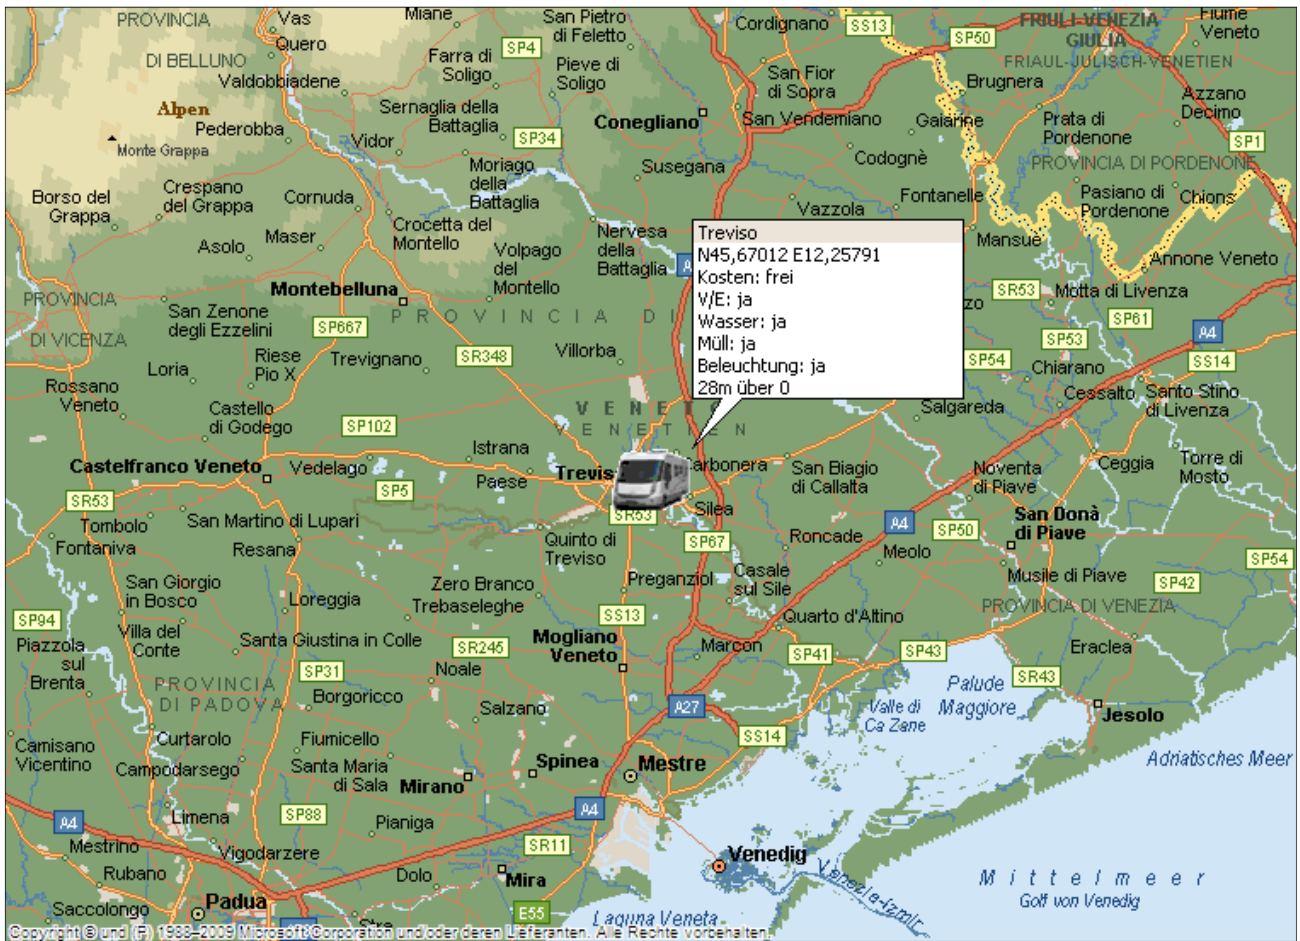 PROVINCIA
DI BELLUNO
Vas
Quero
Valdobbiadene
Miane
SP4
Farra di
Soligo
San Pietro
di Feletto
Pieve di
Soligo
Cordignano
SS13
SP50
FRIULI-VENEZIA
GIULIA
FRIAUL-JULISCH-VENETIEN
Fiume
Veneto
Brugnera
San Fior
di Sopra
Azzano
Decimo
Alpen
Monte Grappa
Pederobba
Vidor
Sernaglia della
Battaglia
SP34
Conegliano
San Vendemiano
Gaiarine
Prata di
Pordenone
SP1
Moriago
della
Battaglia
Susegana
Codognè
PROVINCIA DI PORDENONE
Borso del
Grappa
Crespano
del Grappa
Cornuda
Crocetta del
Montello
Fontanelle
Pasiano di
Pordenone
Chions
Vazzola
Asolo
Maser
Volpago
del
Montello
Nervesa
della
Battaglia
Mansuè
Annone Veneto
Treviso
N45,67012 E12,25791
Kosten: frei
V/E: ja
Wasser: ja
Müll: ja
Beleuchtung: ja
28m über 0
PROVINCIA
DI VICENZA
Montebelluna
San Zenone
degli Ezzelini
SP667
PROVINCIA DI
SR53
Motta di Livenza
SP61
A4
SS14
Riese
Pio X
Trevignano
SR348
Villorba
SP54
SP53
Chiarano
Loria
Rossano
Veneto
Castello
di Godego
SP102
VENETO
VENETIEN
Salgareda
Cessalto
Santo Stino
di Livenza
Castelfranco Veneto
Vedelago
Istrana
Paese
SP5
San Biagio
di Callalta
Noventa
di Piave
Ceggia
Torre di
Mosto
SR53
Tombolo
Fontaniva
San Martino di Lupari
Resana
SR53
Silea
SP67
Roncade
A4
Meolo
SP50
San Donà
di Piave
SP54
Quinto di
Treviso
San Giorgio
in Bosco
Loreggia
Zero Branco
Trebaseleghe
Preganziol
Casale
sul Sile
Musile di Piave
SP42
PROVINCIA DI VENEZIA
SP94
Piazzola
sul
Brenta
Villa del
Conte
Santa Giustina in Colle
SS13
Quarto d'Altino
Mogliano
Veneto
Marcon
SP41
SP43
Eraclea
SP31
SR245
Noale
PROVINCIA
DI PADOVA
Borgoricco
Salzano
A27
SS14
Valle di
Ca Zane
Palude
Maggiore
SR43
Jesolo
Camisano
Vicentino
Curtarolo
Campodarsego
Fiumicello
Santa Maria
di Sala
Mirano
Spinea
Mestre
Adriatisches Meer
A4
Limena
SP88
Pianiga
A4
Mestrino
Rubano
Vigodarzere
SR11
Dolo
Mira
Venedig
Venezia-Izmir
Mittelmeer
Golf von Venedig
Saccolongo
Padua
Stra
E55
Laguna Veneta
Copyright © und (P) 1988–2009 Microsoft Corporation und/oder deren Lieferanten. Alle Rechte vorbehalten.